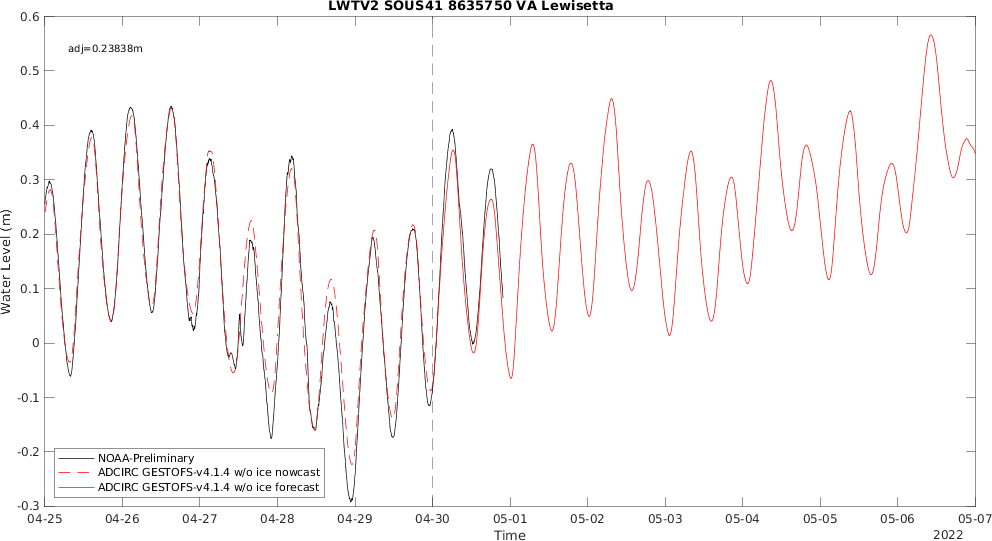 LWTV2 SOUS41 8635750 VA Lewisetta
adj=0.23838m
Water Level (m)
0.6
0.5
0.4
0.3
0.2
0.1
0
-0.1
-0.2
-0.3
NOAA-Preliminary
ADCIRC GESTOFS-v4.1.4 w/o ice nowcast
ADCIRC GESTOFS-v4.1.4 w/o ice forecast
04-25 04-26 04-27 04-28 04-29 04-30 05-01 05-02 05-03 05-04 05-05 05-06 05-07
Time
2022